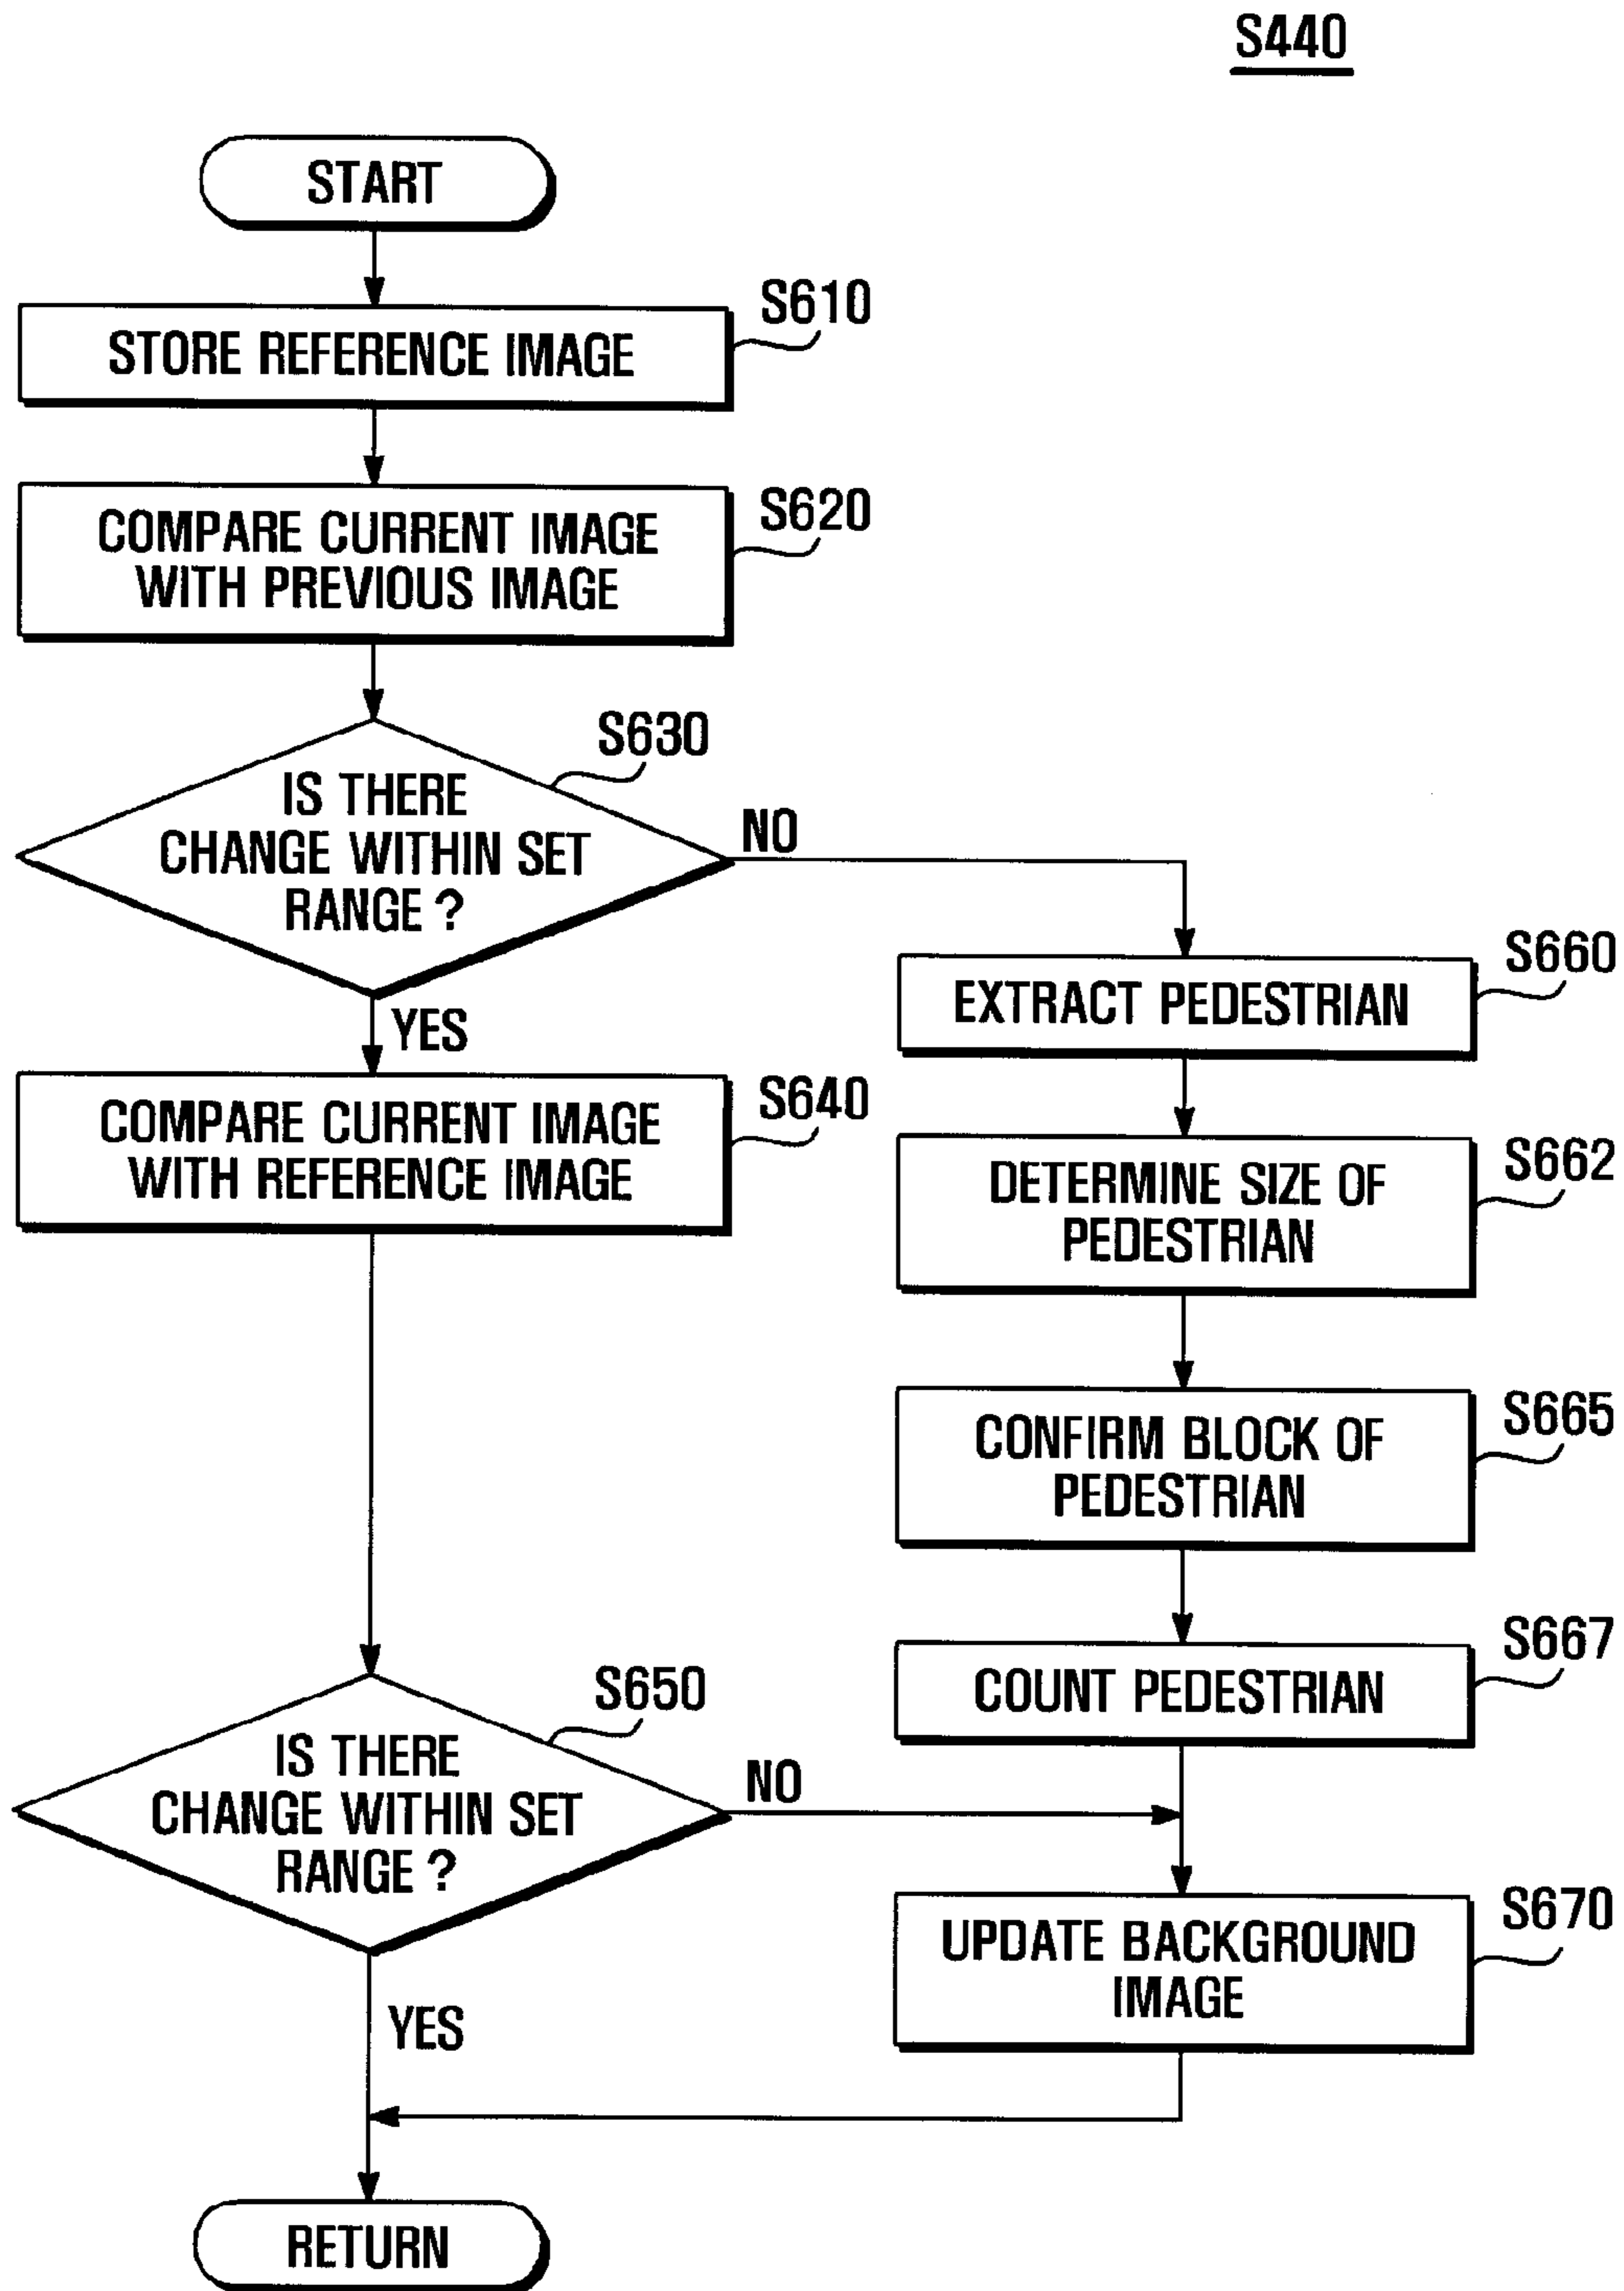 S440
START
S610
STORE REFERENCE IMAGE
S620
COMPARE CURRENT IMAGE
WITH PREVIOUS IMAGE
S630
IS THERE
CHANGE WITHIN SET
RANGE ?
NO
YES
S640
COMPARE CURRENT IMAGE
WITH REFERENCE IMAGE
S650
IS THERE
CHANGE WITHIN SET
RANGE ?
NO
YES
S660
EXTRACT PEDESTRIAN
S662
DETERMINE SIZE OF
PEDESTRIAN
S665
CONFIRM BLOCK OF
PEDESTRIAN
S667
COUNT PEDESTRIAN
S670
UPDATE BACKGROUND
IMAGE
RETURN